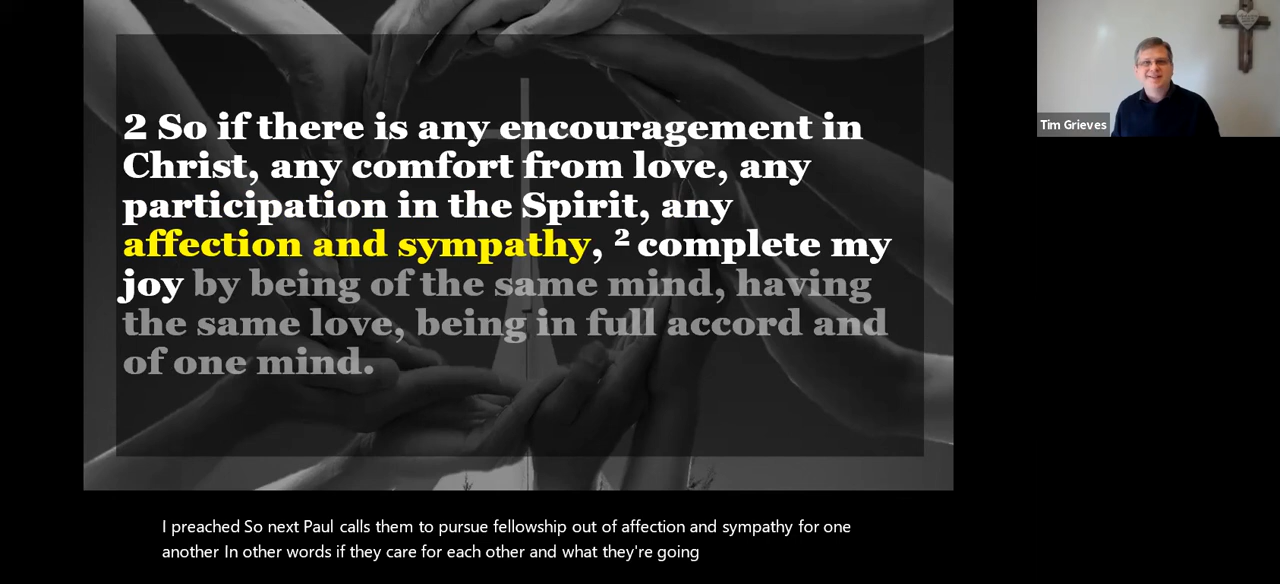 2 So if there is any encouragement in
Christ, any comfort from love, any
participation in the Spirit, any
affection and sympathy, ² complete my
joy by being of the same mind, having
the same love, being in full accord and
of one mind.
Tim Grieves
I preached So next Paul calls them to pursue fellowship out of affection and sympathy for one
another In other words if they care for each other and what they're going